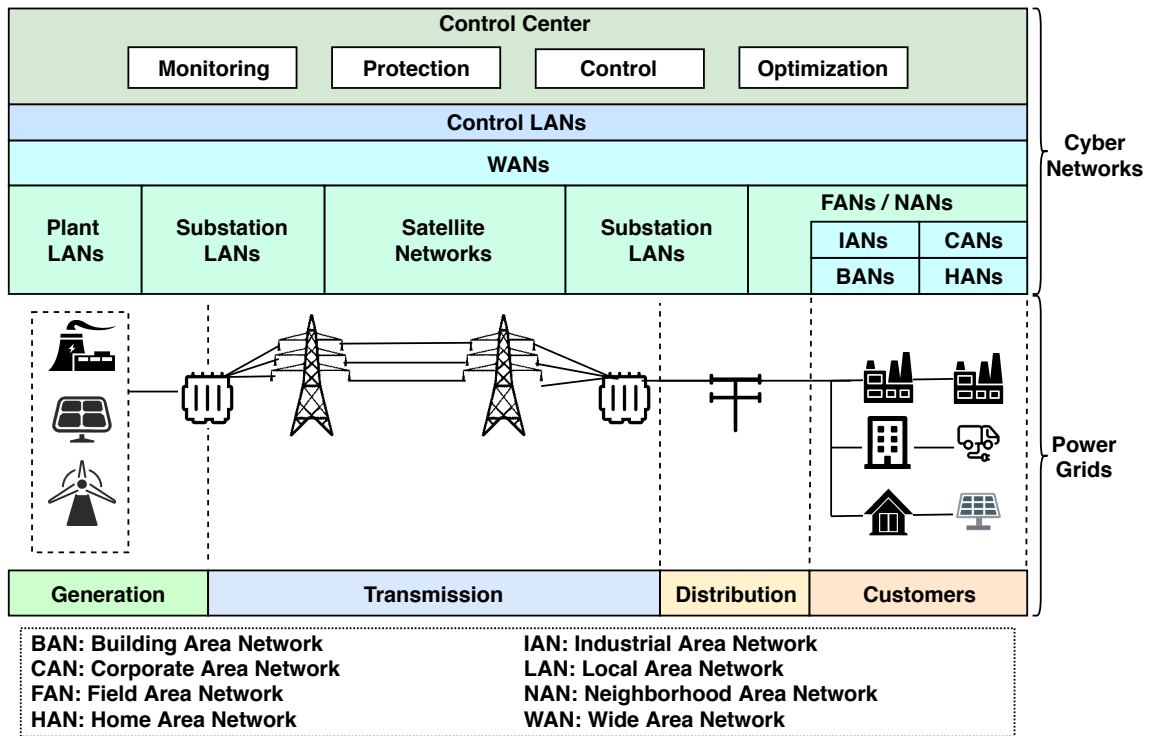 Control Center
Monitoring
Protection
Control
Optimization
Control LANs
WANs
Cyber
Networks
Plant
LANs
Substation
LANs
Satellite
Networks
Substation
LANs
FANs / NANs
IANs
CANs
BANs
HANs
Power
Grids
Generation
Transmission
Distribution
Customers
BAN: Building Area Network
CAN: Corporate Area Network
FAN: Field Area Network
HAN: Home Area Network
IAN: Industrial Area Network
LAN: Local Area Network
NAN: Neighborhood Area Network
WAN: Wide Area Network